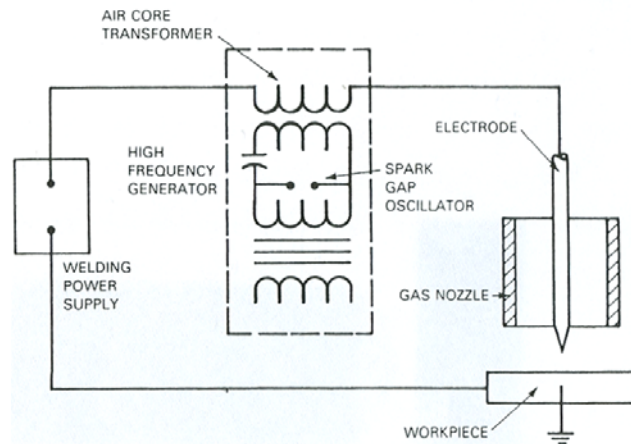 AIR CORE
TRANSFORMER
ELECTRODE
HIGH
FREQUENCY
GENERATOR
SPARK
GAP
OSCILLATOR
WELDING
POWER
SUPPLY
GAS NOZZLE
WORKPIECE